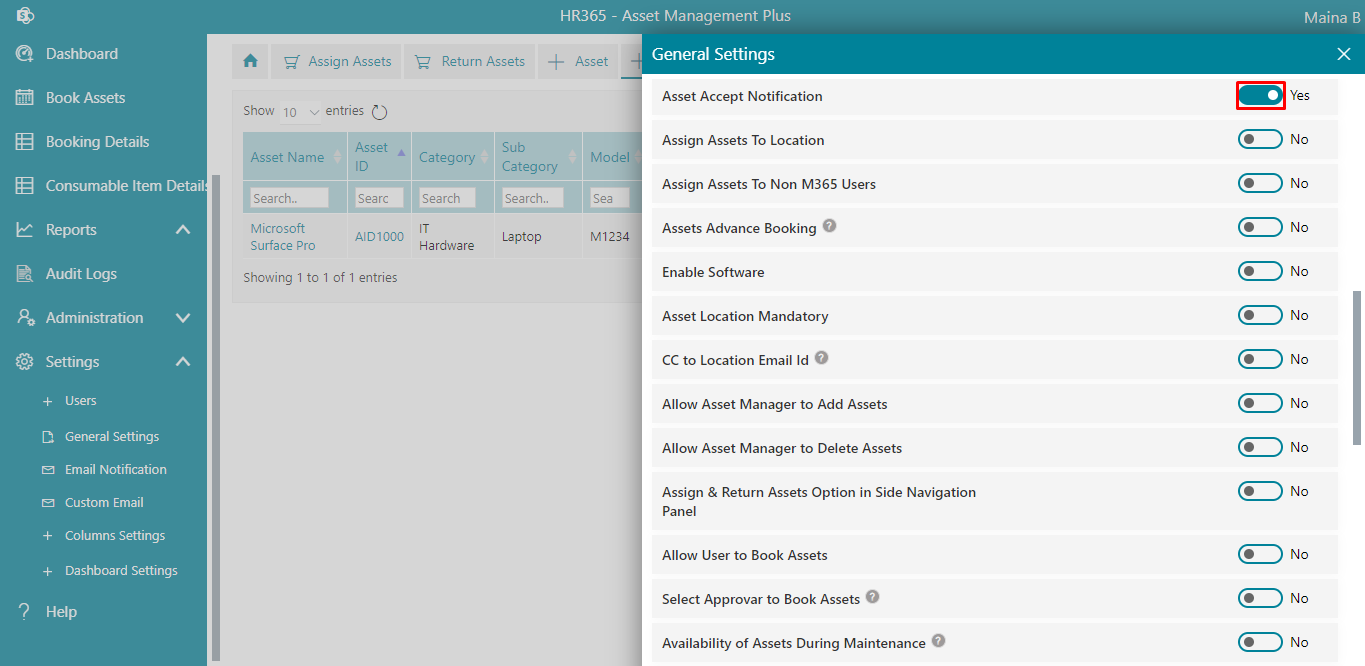 HR365 - Asset Management Plus
Maina B
Dashboard
Book Assets
Booking Details
Consumable Item Details
Reports
Audit Logs
Administration
Settings
Users
General Settings
Email Notification
Custom Email
Columns Settings
Dashboard Settings
Help
Assign Assets
Return Assets
Asset
Show 10 entries
Asset Name
Asset
ID
Category
Sub
Category
Model
Search..
Searc
Search
Search..
Sea
Microsoft
Surface Pro
AID1000
IT
Hardware
Laptop
M1234
Showing 1 to 1 of 1 entries
General Settings
Asset Accept Notification Yes
Assign Assets To Location No
Assign Assets To Non M365 Users No
Assets Advance Booking ? No
Enable Software No
Asset Location Mandatory No
CC to Location Email Id ? No
Allow Asset Manager to Add Assets No
Allow Asset Manager to Delete Assets No
Assign & Return Assets Option in Side Navigation No
Panel
Allow User to Book Assets No
Select Approvar to Book Assets ? No
Availability of Assets During Maintenance ? No